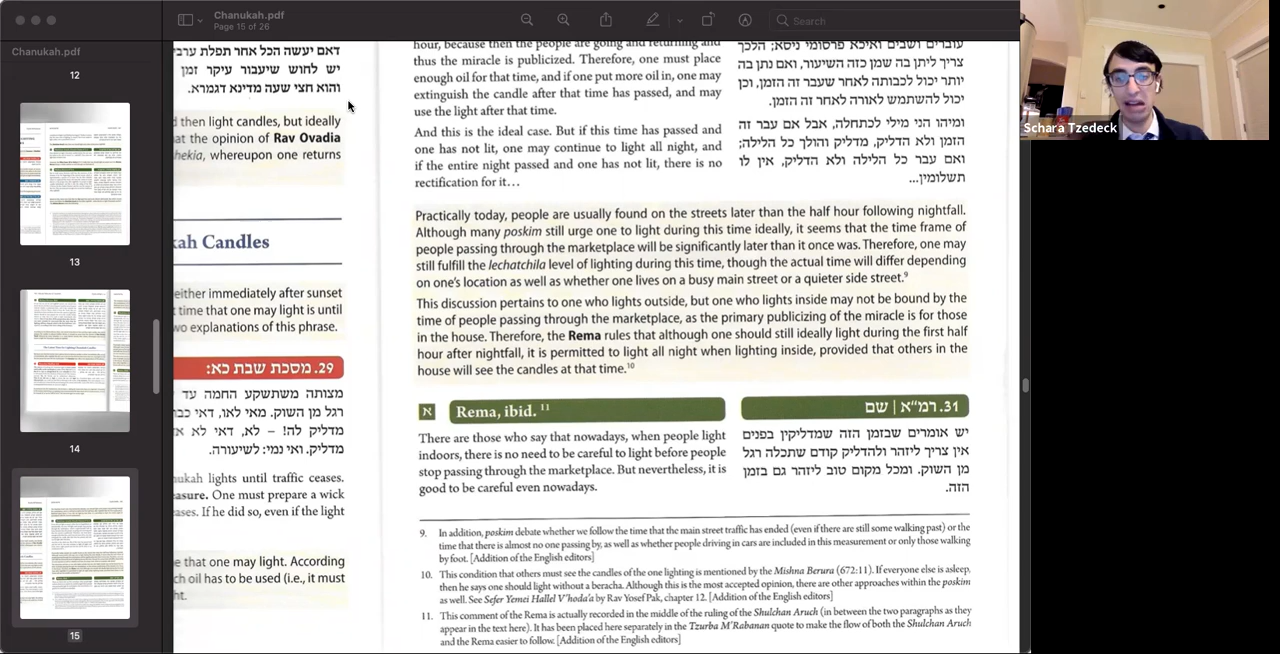 Chanukah.pdf
Page 15 of 26
Search
Chanukah.pdf
12
13
14
15
Schara Tzedeck
דאם יעשה הכל אחר תפלת ערבי
יש לחוש שיעבור עיקר זמן
והוא חצי שעה מדינא דגמרא.
d then light candles, but ideally
at the opinion of Rav Ovadia
hekia, whereupon one returns
ah Candles
either immediately after sunset
t time that one may light is until
wo explanations of this phrase.
29. מסכת שבת כא:
מצותה משתשקע החמה עד
רגל מן השוק. מאי לאו, דאי כבו
מדליק לה! – לא, דאי לא א
מדליק. ואי נמי: לשיעורה.
nukah lights until traffic ceases.
easure. One must prepare a wick
eases. If he did so, even if the light
e that one may light. According
ch oil has to be used (i.e., it must
ht.
hour, because then the people are going and returning and
thus the miracle is publicized. Therefore, one must place
enough oil for that time, and if one put more oil in, one may
extinguish the candle after that time has passed, and may
use the light after that time.
And this is the ideal case. But if this time has passed and
one has not lit, one may continue to light all night, and
if the entire night passed and one has not lit, there is no
rectification for it…
עוברים ושבים ואיכא פרסומי ניסא; הלכך
צריך ליתן בה שמן כזה השיעור, ואם נתן בה
יותר יכול לכבותה לאחר שעבר זה הזמן, וכן
יכול להשתמש לאורה לאחר זה הזמן.
ומיהו הני מילי לכתחלה, אבל אם עבר זה
הזמן ולא הדליק, מדליק והולך כל הלילה;
ואם עבר כל הלילה ולא הדליק, אין לו
תשלומין...
Practically today, people are usually found on the streets later than the half hour following nightfall.
Although many poskim still urge one to light during this time ideally, it seems that the time frame of
people passing through the marketplace will be significantly later than it once was. Therefore, one may
still fulfill the lechatchila level of lighting during this time, though the actual time will differ depending
on one's location as well as whether one lives on a busy main street or a quieter side street.9
This discussion pertains to one who lights outside, but one who lights inside may not be bound by the
time of people passing through the marketplace, as the primary publicizing of the miracle is for those
in the house. Therefore, the Rema rules that although one should still ideally light during the first half
hour after nightfall, it is permitted to light all night when lighting inside, provided that others in the
house will see the candles at that time.10
א Rema, ibid. 11
31. רמ"א | שם
There are those who say that nowadays, when people light
indoors, there is no need to be careful to light before people
stop passing through the marketplace. But nevertheless, it is
good to be careful even nowadays.
יש אומרים שבזמן הזה שמדליקין בפנים
אין צריך ליזהר ולהדליק קודם שתכלה רגל
מן השוק. ומכל מקום טוב ליזהר גם בזמן
הזה.
9. In addition, poskim debate whether we follow the time that the main street traffic has ended (even if there are still some walking past) or the
time that there is almost no one passing by, as well as whether people driving in cars are included in this measurement or only those walking
by foot. [Addition of the English editors]
10. This condition that others must see the candles of the one lighting is mentioned by the Mishna Berura (672:11). If everyone else is asleep,
then he says one should light without a beracha. Although this is the most accepted opinion, there are other approaches within the poskim
as well. See Sefer Yemei Hallel V'hoda'a by Rav Yosef Pak, chapter 12. [Addition of the English editors]
11. This comment of the Rema is actually recorded in the middle of the ruling of the Shulchan Aruch (in between the two paragraphs as they
appear in the text here). It has been placed here separately in the Tzurba M'Rabanan quote to make the flow of both the Shulchan Aruch
and the Rema easier to follow. [Addition of the English editors]